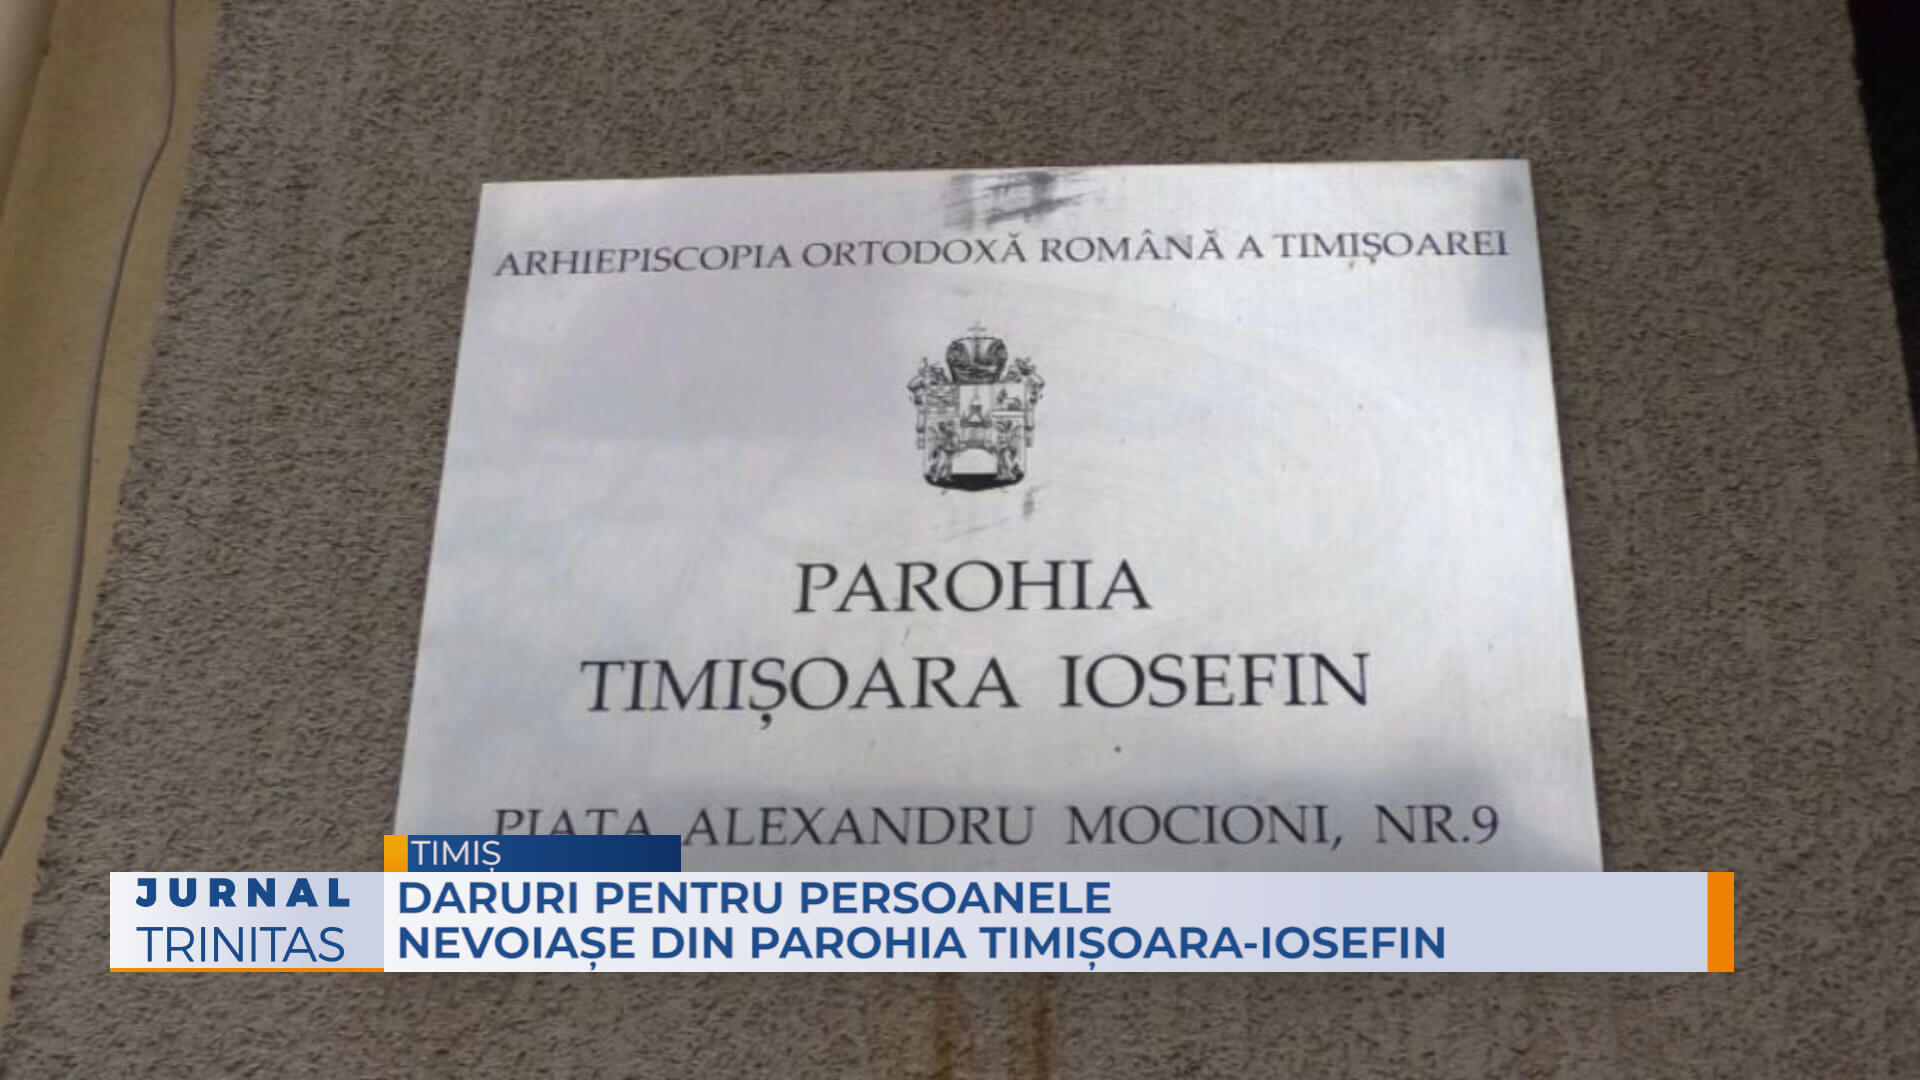 ARHIEPISCOPIA ORTODOXĂ ROMÂNĂ A TIMIȘOAREI
PAROHIA
TIMIȘOARA IOSEFIN
PIAȚA ALEXANDRU MOCIONI, NR.9
TIMIȘ
JURNAL
TRINITAS
DARURI PENTRU PERSOANELE
NEVOIAȘE DIN PAROHIA TIMIȘOARA-IOSEFIN